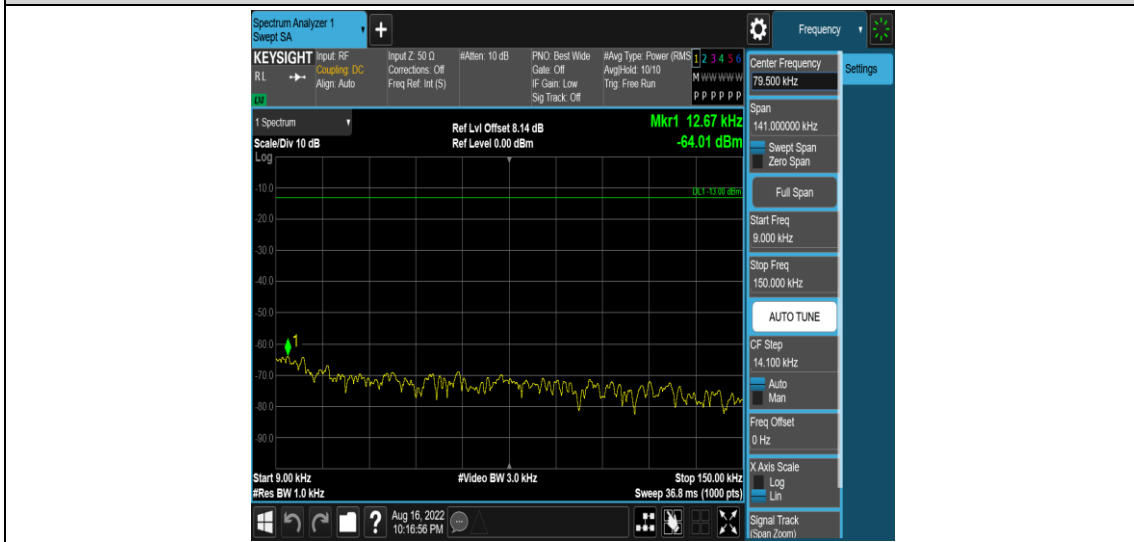 Spectrum Analyzer 1
Swept SA
+
Frequency
KEYSIGHT
RL
Input: RF
Coupling: DC
Align: Auto
Input Z: 50 Ω
Corrections: Off
Freq Ref: Int (S)
#Atten: 10 dB
PNO: Best Wide
Gate: Off
IF Gain: Low
Sig Track: Off
#Avg Type: Power (RMS
Avg|Hold: 10/10
Trig: Free Run
1 2 3 4 5 6
M W W W W W
P P P P P P
1 Spectrum
Scale/Div 10 dB
Log
Ref Lvl Offset 8.14 dB
Ref Level 0.00 dBm
Mkr1 12.67 kHz
-64.01 dBm
DL1 -13.00 dBm
-10.0
-20.0
-30.0
-40.0
-50.0
-60.0
-70.0
-80.0
-90.0
1
Start 9.00 kHz
#Res BW 1.0 kHz
#Video BW 3.0 kHz
Stop 150.00 kHz
Sweep 36.8 ms (1000 pts)
?
Aug 16, 2022
10:16:56 PM
Center Frequency
79.500 kHz
Settings
Span
141.000000 kHz
Swept Span
Zero Span
Full Span
Start Freq
9.000 kHz
Stop Freq
150.000 kHz
AUTO TUNE
CF Step
14.100 kHz
Auto
Man
Freq Offset
0 Hz
X Axis Scale
Log
Lin
Signal Track
(Span Zoom)